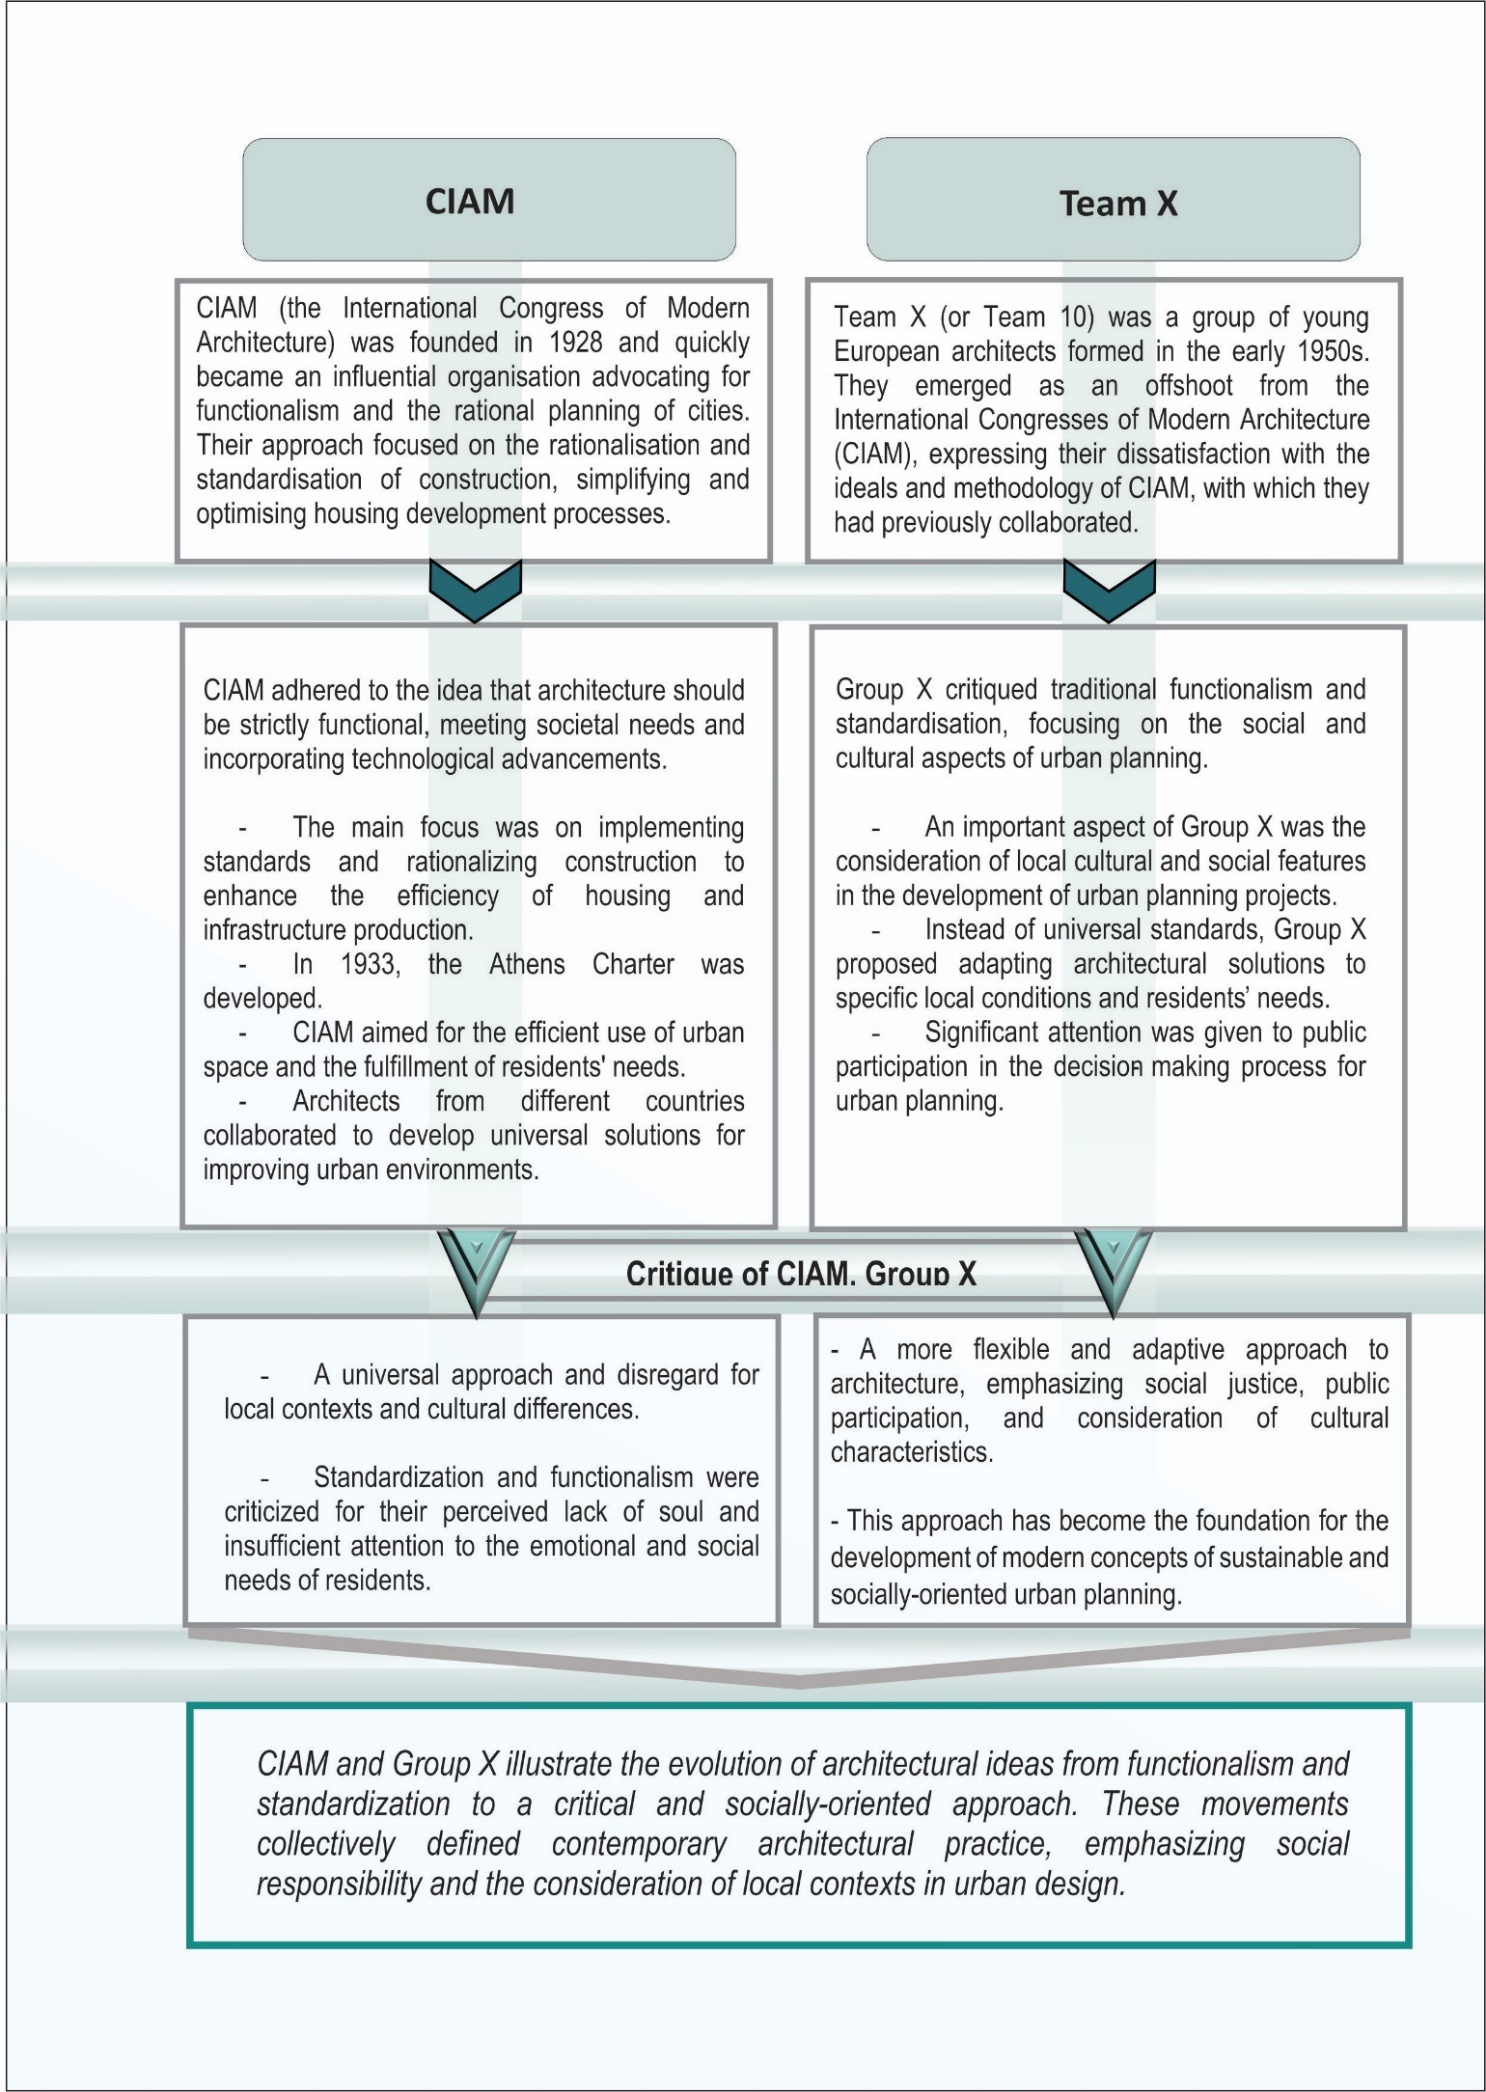 CIAM
CIAM (the International Congress of Modern
Architecture) was founded in 1928 and quickly
became an influential organisation advocating for
functionalism and the rational planning of cities.
Their approach focused on the rationalisation and
standardisation of construction, simplifying and
optimising housing development processes.
Team X
Team X (or Team 10) was a group of young
European architects formed in the early 1950s.
They emerged as an offshoot from the
International Congresses of Modern Architecture
(CIAM), expressing their dissatisfaction with the
ideals and methodology of CIAM, with which they
had previously collaborated.
CIAM adhered to the idea that architecture should
be strictly functional, meeting societal needs and
incorporating technological advancements.
- The main focus was on implementing
standards and rationalizing construction to
enhance the efficiency of housing and
infrastructure production.
- In 1933, the Athens Charter was
developed.
- CIAM aimed for the efficient use of urban
space and the fulfillment of residents' needs.
- Architects from different countries
collaborated to develop universal solutions for
improving urban environments.
Group X critiqued traditional functionalism and
standardisation, focusing on the social and
cultural aspects of urban planning.
- An important aspect of Group X was the
consideration of local cultural and social features
in the development of urban planning projects.
- Instead of universal standards, Group X
proposed adapting architectural solutions to
specific local conditions and residents’ needs.
- Significant attention was given to public
participation in the decision making process for
urban planning.
Critique of CIAM. Group X
- A universal approach and disregard for
local contexts and cultural differences.
- Standardization and functionalism were
criticized for their perceived lack of soul and
insufficient attention to the emotional and social
needs of residents.
- A more flexible and adaptive approach to
architecture, emphasizing social justice, public
participation, and consideration of cultural
characteristics.
- This approach has become the foundation for the
development of modern concepts of sustainable and
socially-oriented urban planning.
CIAM and Group X illustrate the evolution of architectural ideas from functionalism and
standardization to a critical and socially-oriented approach. These movements
collectively defined contemporary architectural practice, emphasizing social
responsibility and the consideration of local contexts in urban design.